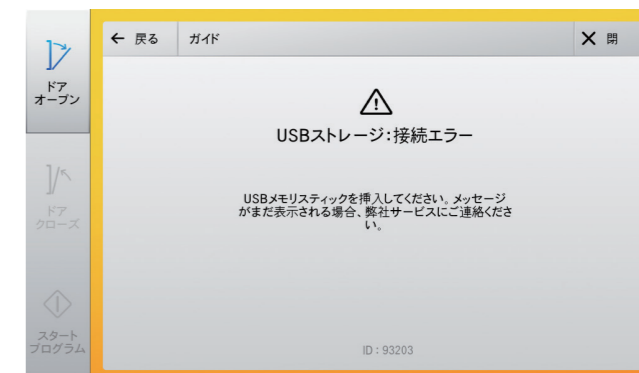 ← 戻る
ガイド
✕ 閉
ドア
オープン
USBストレージ：接続エラー
USBメモリスティックを挿入してください。メッセージ
がまだ表示される場合、弊社サービスにご連絡くださ
い。
ドア
クローズ
スタート
プログラム
ID : 93203